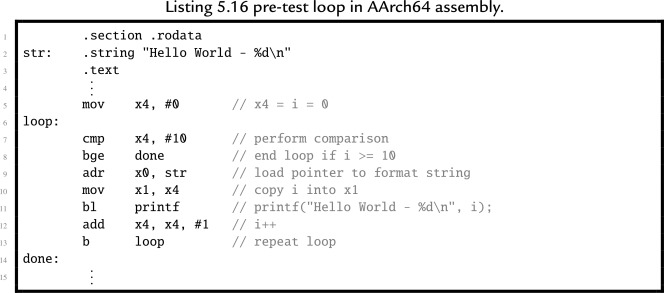 Listing 5.16 pre-test loop in AArch64 assembly.
1 .section .rodata
2 str: .string "Hello World - %d\n"
3 .text
4 ⋮
5 mov x4, #0 // x4 = i = 0
6 loop:
7 cmp x4, #10 // perform comparison
8 bge done // end loop if i >= 10
9 adr x0, str // load pointer to format string
10 mov x1, x4 // copy i into x1
11 bl printf // printf("Hello World - %d\n", i);
12 add x4, x4, #1 // i++
13 b loop // repeat loop
14 done:
15 ⋮